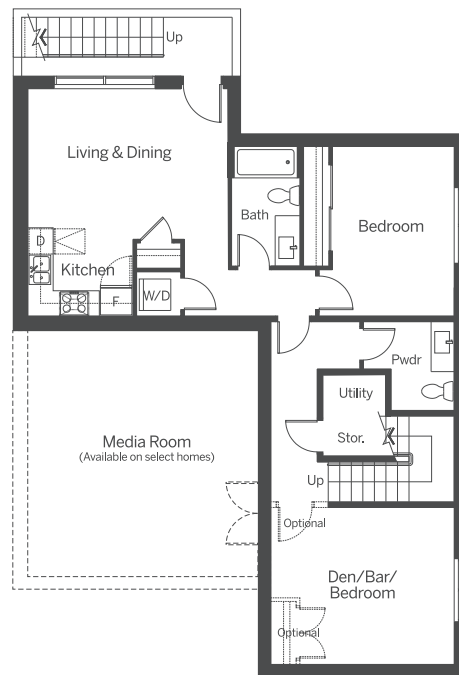 Up
Living & Dining
Bath
Bedroom
D
Kitchen
W/D
F
Pwdr
Utility
Media Room
(Available on select homes)
Stor.
Up
Optional
Den/Bar/
Bedroom
Optional